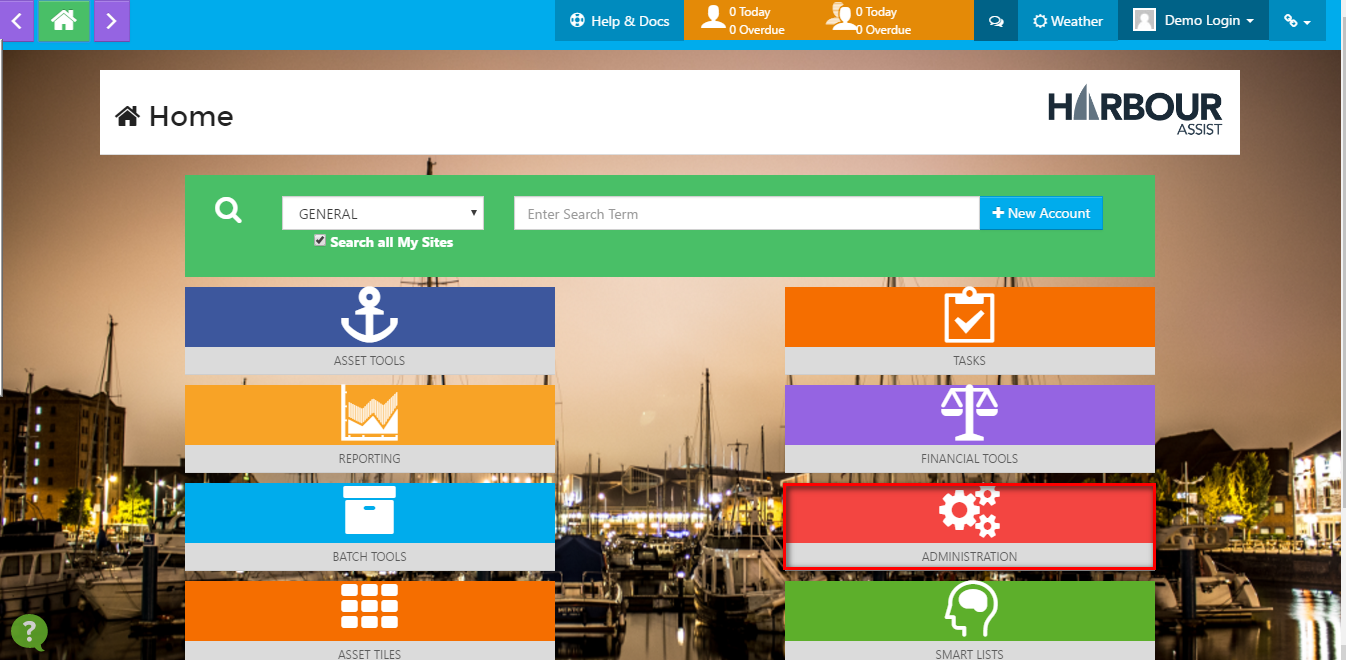 Help & Docs
0 Today
0 Overdue
0 Today
0 Overdue
Weather
Demo Login
Home
HARBOUR
ASSIST
GENERAL
Enter Search Term
+ New Account
Search all My Sites
ASSET TOOLS
TASKS
REPORTING
FINANCIAL TOOLS
BATCH TOOLS
ADMINISTRATION
ASSET TILES
SMART LISTS
?